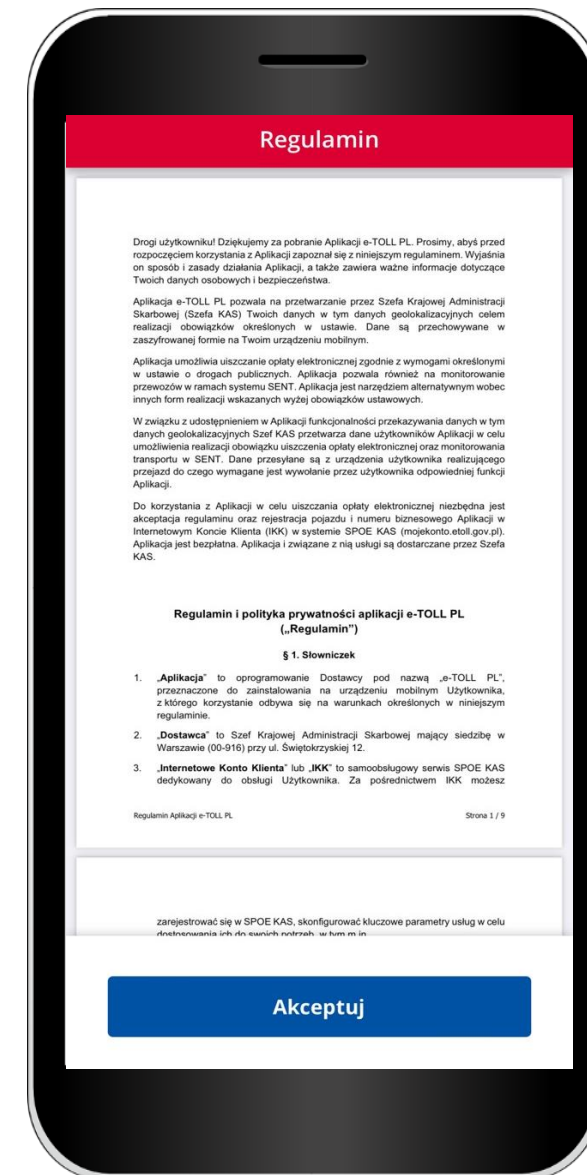 Regulamin
Drogi użytkowniku! Dziękujemy za pobranie Aplikacji e-TOLL PL. Prosimy, abyś przed
rozpoczęciem korzystania z Aplikacji zapoznał się z niniejszym regulaminem. Wyjaśnia
on sposób i zasady działania Aplikacji, a także zawiera ważne informacje dotyczące
Twoich danych osobowych i bezpieczeństwa.
Aplikacja e-TOLL PL pozwala na przetwarzanie przez Szefa Krajowej Administracji
Skarbowej (Szefa KAS) Twoich danych w tym danych geolokalizacyjnych celem
realizacji obowiązków określonych w ustawie. Dane są przechowywane w
zaszyfrowanej formie na Twoim urządzeniu mobilnym.
Aplikacja umożliwia uiszczanie opłaty elektronicznej zgodnie z wymogami określonymi
w ustawie o drogach publicznych. Aplikacja pozwala również na monitorowanie
przewozów w ramach systemu SENT. Aplikacja jest narzędziem alternatywnym wobec
innych form realizacji wskazanych wyżej obowiązków ustawowych.
W związku z udostępnieniem w Aplikacji funkcjonalności przekazywania danych w tym
danych geolokalizacyjnych Szef KAS przetwarza dane użytkowników Aplikacji w celu
umożliwienia realizacji obowiązku uiszczenia opłaty elektronicznej oraz monitorowania
transportu w SENT. Dane przesyłane są z urządzenia użytkownika realizującego
przejazd do czego wymagane jest wywołanie przez użytkownika odpowiedniej funkcji
Aplikacji.
Do korzystania z Aplikacji w celu uiszczania opłaty elektronicznej niezbędna jest
akceptacja regulaminu oraz rejestracja pojazdu i numeru biznesowego Aplikacji w
Internetowym Koncie Klienta (IKK) w systemie SPOE KAS (mojekonto.etoll.gov.pl).
Aplikacja jest bezpłatna. Aplikacja i związane z nią usługi są dostarczane przez Szefa
KAS.
Regulamin i polityka prywatności aplikacji e-TOLL PL
(„Regulamin”)
§ 1. Słowniczek
1. „Aplikacja” to oprogramowanie Dostawcy pod nazwą „e-TOLL PL”,
przeznaczone do zainstalowania na urządzeniu mobilnym Użytkownika,
z którego korzystanie odbywa się na warunkach określonych w niniejszym
regulaminie.
2. „Dostawca” to Szef Krajowej Administracji Skarbowej mający siedzibę w
Warszawie (00-916) przy ul. Świętokrzyskiej 12.
3. „Internetowe Konto Klienta” lub „IKK” to samoobsługowy serwis SPOE KAS
dedykowany do obsługi Użytkownika. Za pośrednictwem IKK możesz
Regulamin Aplikacji e-TOLL PL Strona 1 / 9
zarejestrować się w SPOE KAS, skonfigurować kluczowe parametry usług w celu
dostosowania ich do swoich potrzeb, w tym m.in.
Akceptuj